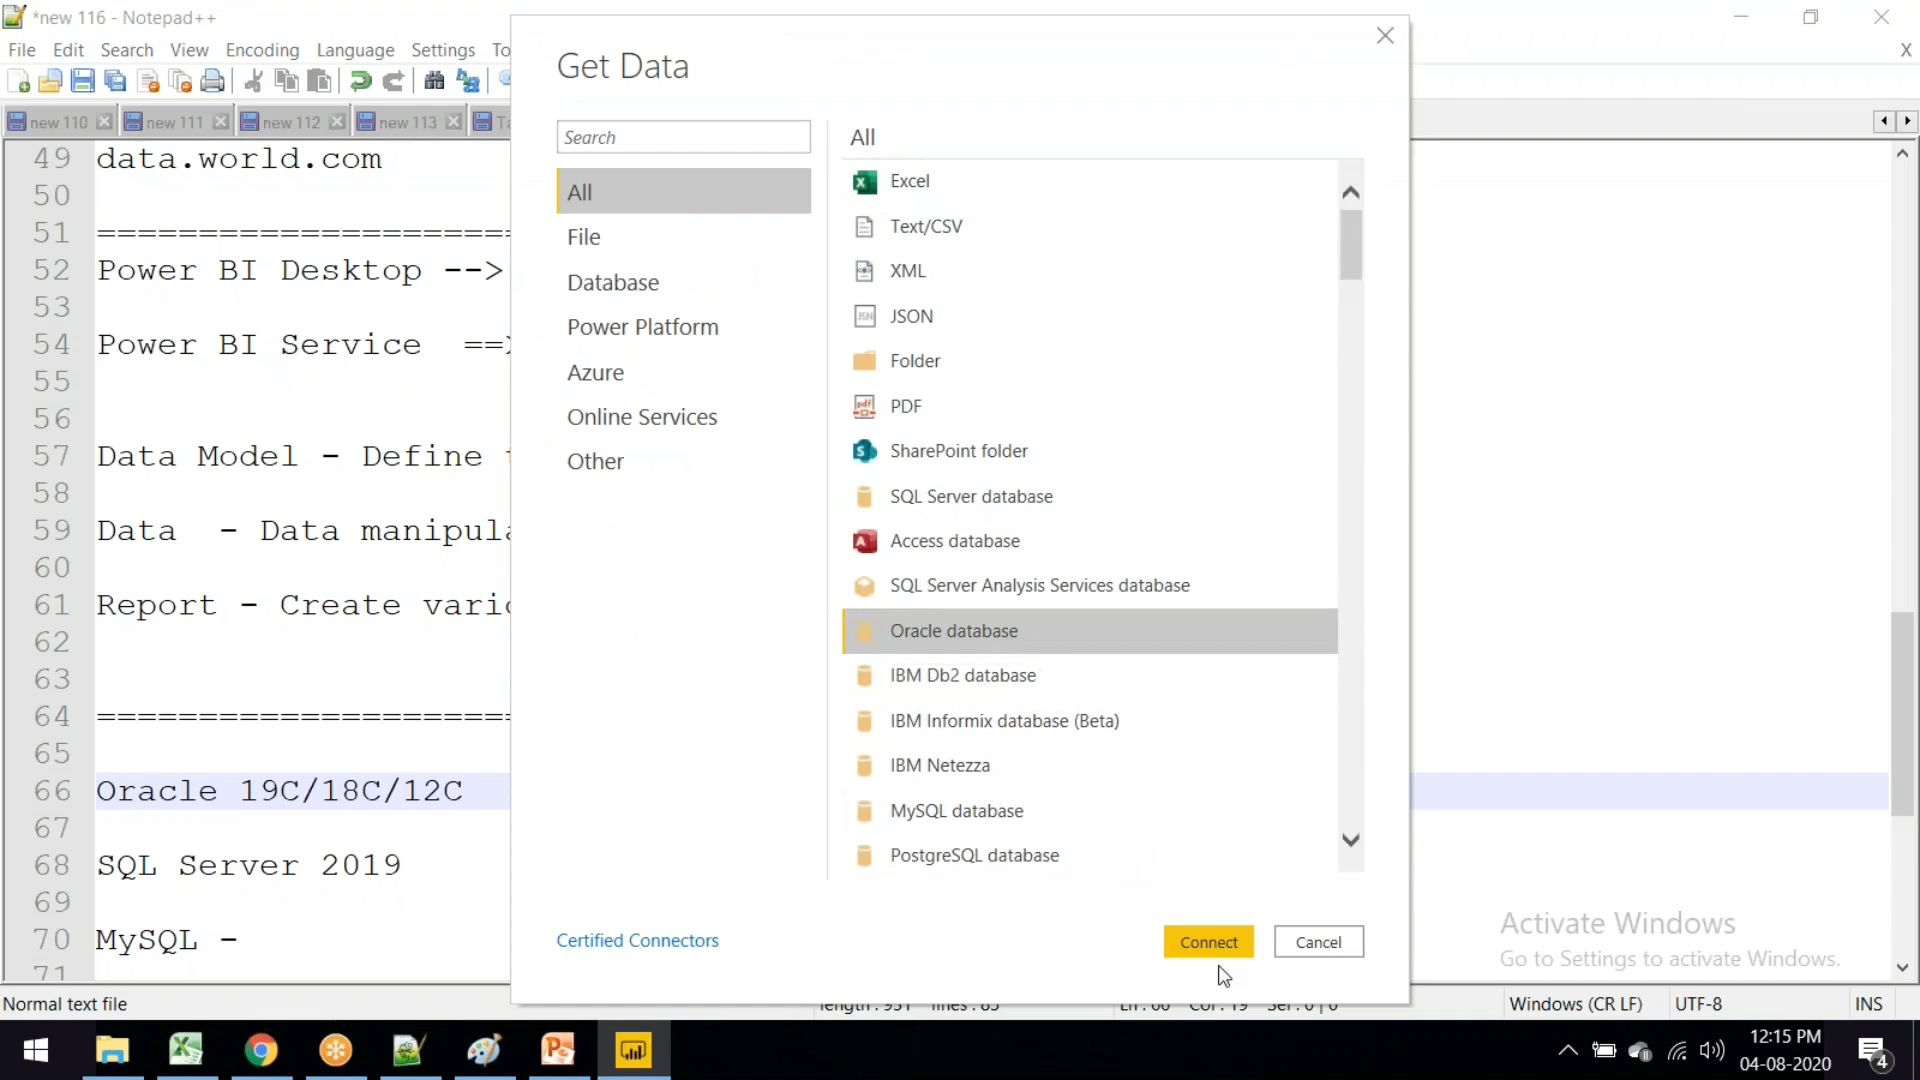 *new 116 - Notepad++
File Edit Search View Encoding Language Settings To
X
new 110 new 111 new 112 new 113
49 data.world.com
50
51 =====================
52 Power BI Desktop -->
53
54 Power BI Service ==>
55
56
57 Data Model - Define
58
59 Data - Data manipula
60
61 Report - Create vario
62
63
64 =====================
65
66 Oracle 19C/18C/12C
67
68 SQL Server 2019
69
70 MySQL -
71
Get Data
Search
All
File
Database
Power Platform
Azure
Online Services
Other
All
Excel
Text/CSV
XML
JSON
Folder
PDF
SharePoint folder
SQL Server database
Access database
SQL Server Analysis Services database
Oracle database
IBM Db2 database
IBM Informix database (Beta)
IBM Netezza
MySQL database
PostgreSQL database
Certified Connectors
Connect
Cancel
Activate Windows
Go to Settings to activate Windows.
Normal text file
Windows (CR LF) UTF-8 INS
12:15 PM
04-08-2020
4